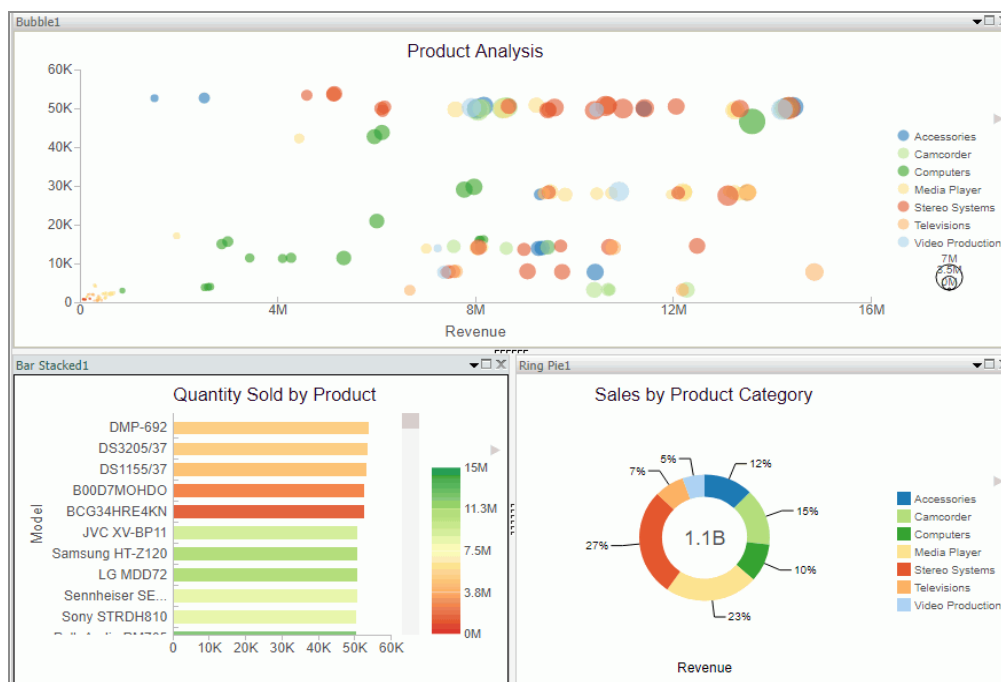 Bubble1
Product Analysis
60K
50K
40K
30K
20K
10K
0
0 4M 8M 12M 16M
Revenue
Accessories
Camcorder
Computers
Media Player
Stereo Systems
Televisions
Video Production
7M
3.5M
0M
Bar Stacked1
Quantity Sold by Product
Model
DMP-692
DS3205/37
DS1155/37
B00D7MOHDO
BCG34HRE4KN
JVC XV-BP11
Samsung HT-Z120
LG MDD72
Sennheiser SE...
Sony STRDH810
0 10K 20K 30K 40K 50K 60K
15M
11.3M
7.5M
3.8M
0M
Ring Pie1
Sales by Product Category
5%
12%
7%
15%
27%
1.1B
10%
23%
Revenue
Accessories
Camcorder
Computers
Media Player
Stereo Systems
Televisions
Video Production